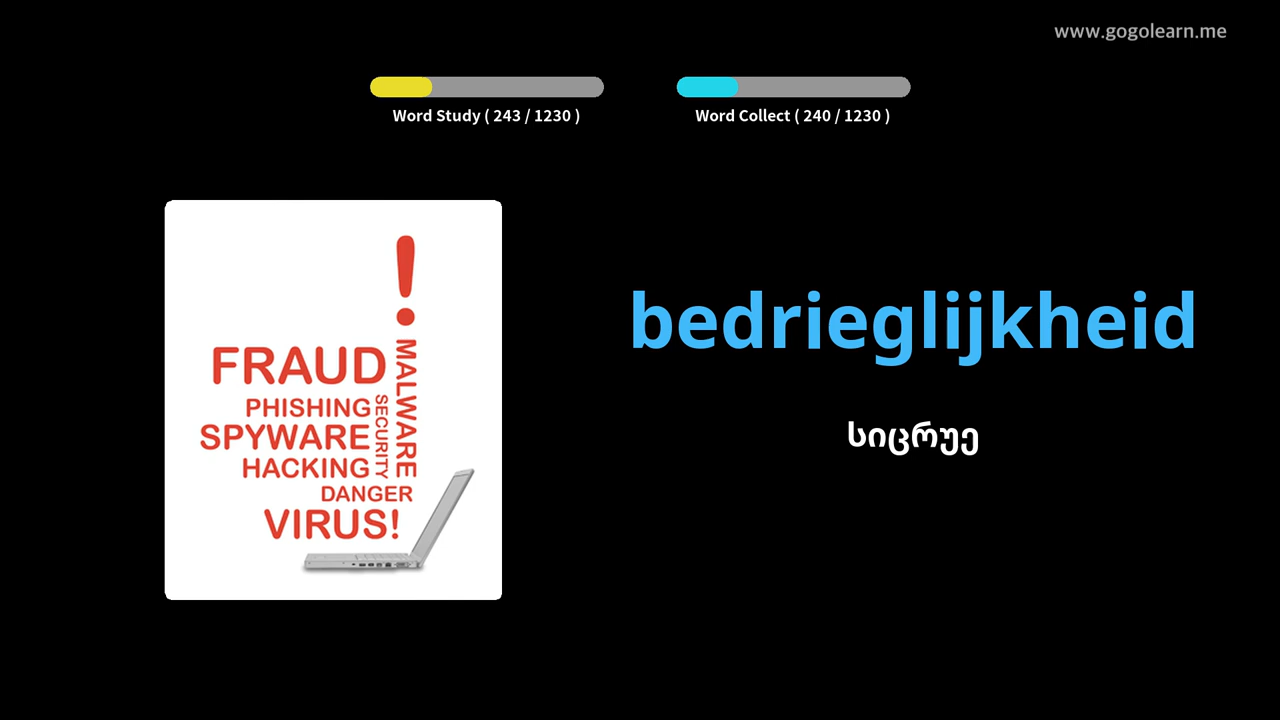 www.gogolearn.me
Word Study ( 243 / 1230 )
Word Collect ( 240 / 1230 )
!
FRAUD
MALWARE
SECURITY
PHISHING
SPYWARE
HACKING
DANGER
VIRUS!
bedrieglijkheid
სიცრუე